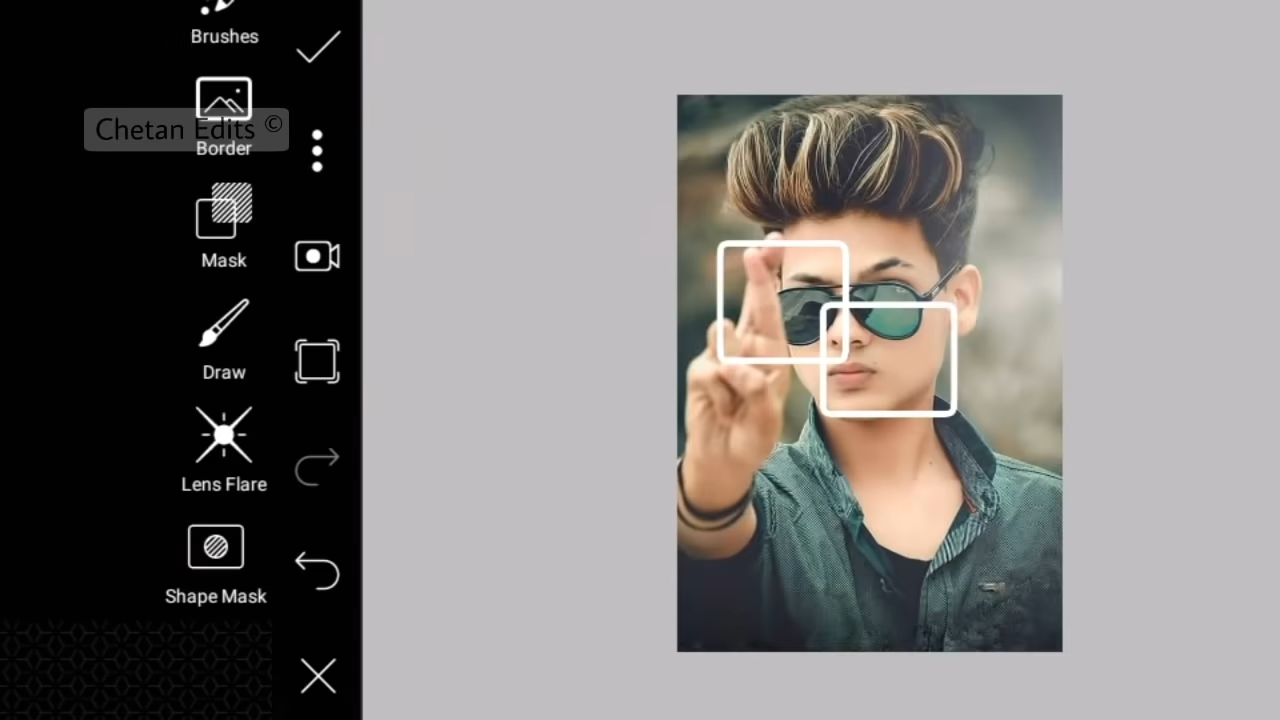 Brushes
Chetan Edits ©
Border
Mask
Draw
Lens Flare
Shape Mask